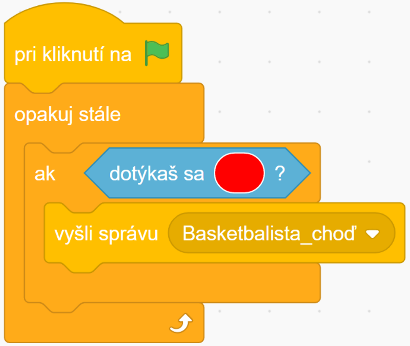 pri kliknutí na
opakuj stále
ak dotýkaš sa ?
vyšli správu Basketbalista_choď